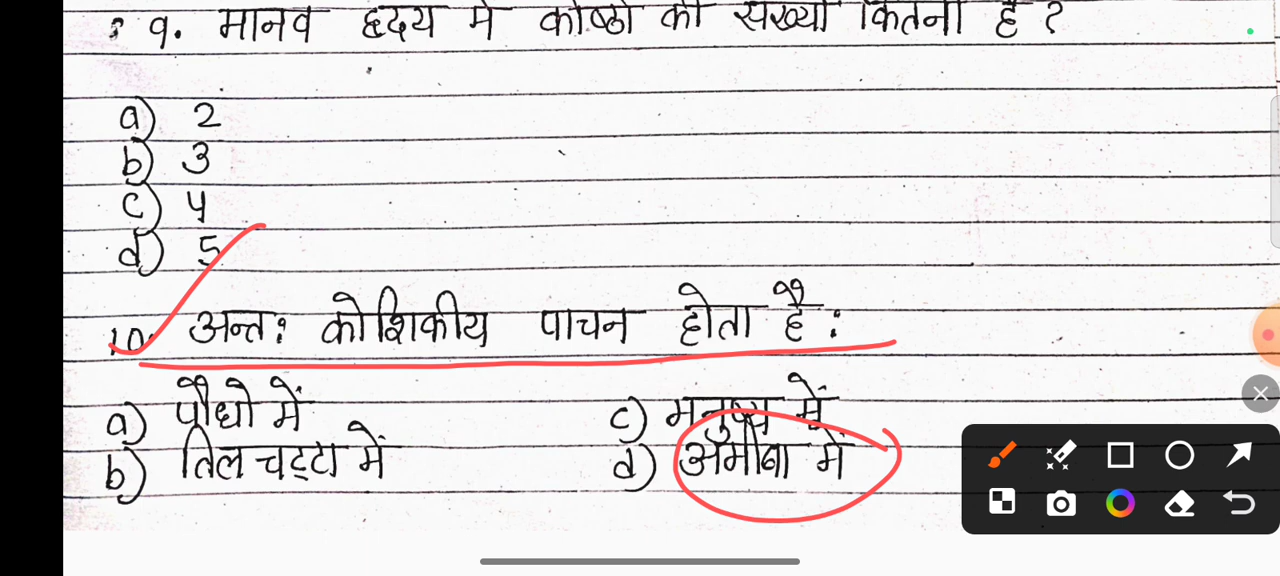 9. मानव हृदय में कोष्ठों की संख्या कितनी है ?
a) 2
b) 3
c) 4
d) 5
10. अन्त: कोशिकीय पाचन होता है :
a) पौधो में
c) मनुष्य में
b) तिलचट्टा में
d) अमीबा में